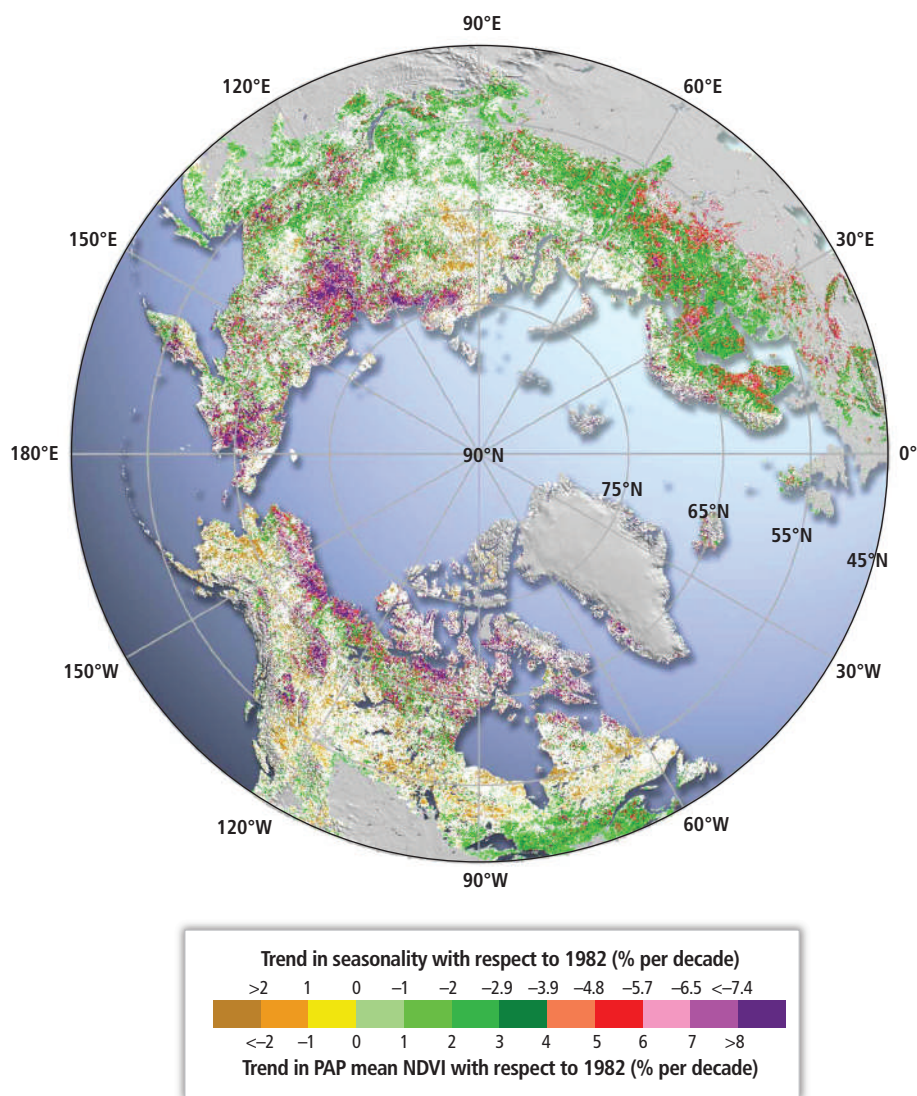 90°E
120°E
60°E
150°E
30°E
180°E
90°N
0°
75°N
65°N
55°N
45°N
150°W
30°W
120°W
60°W
90°W
Trend in seasonality with respect to 1982 (% per decade)
>2 1 0 –1 –2 –2.9 –3.9 –4.8 –5.7 –6.5 <–7.4
<–2 –1 0 1 2 3 4 5 6 7 >8
Trend in PAP mean NDVI with respect to 1982 (% per decade)